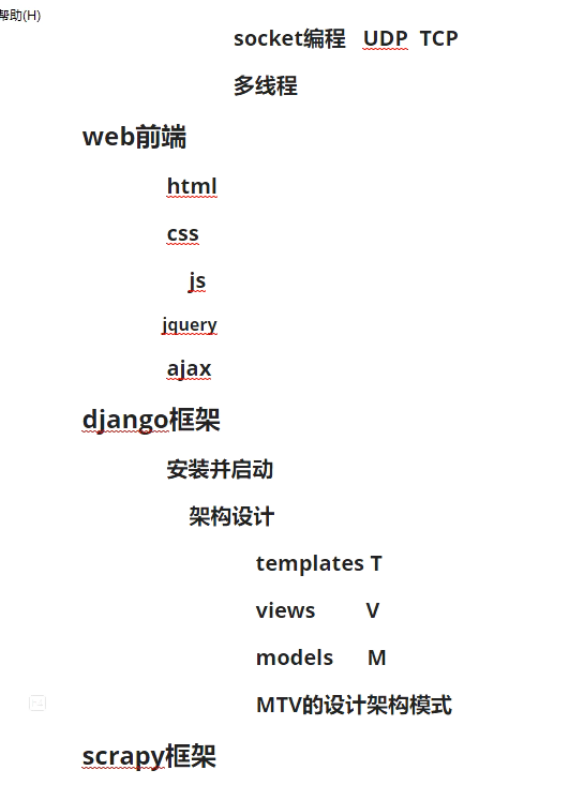 帮助(H)
socket编程 UDP TCP
多线程
web前端
html
css
js
jquery
ajax
django框架
安装并启动
架构设计
templates T
views V
models M
MTV的设计架构模式
scrapy框架